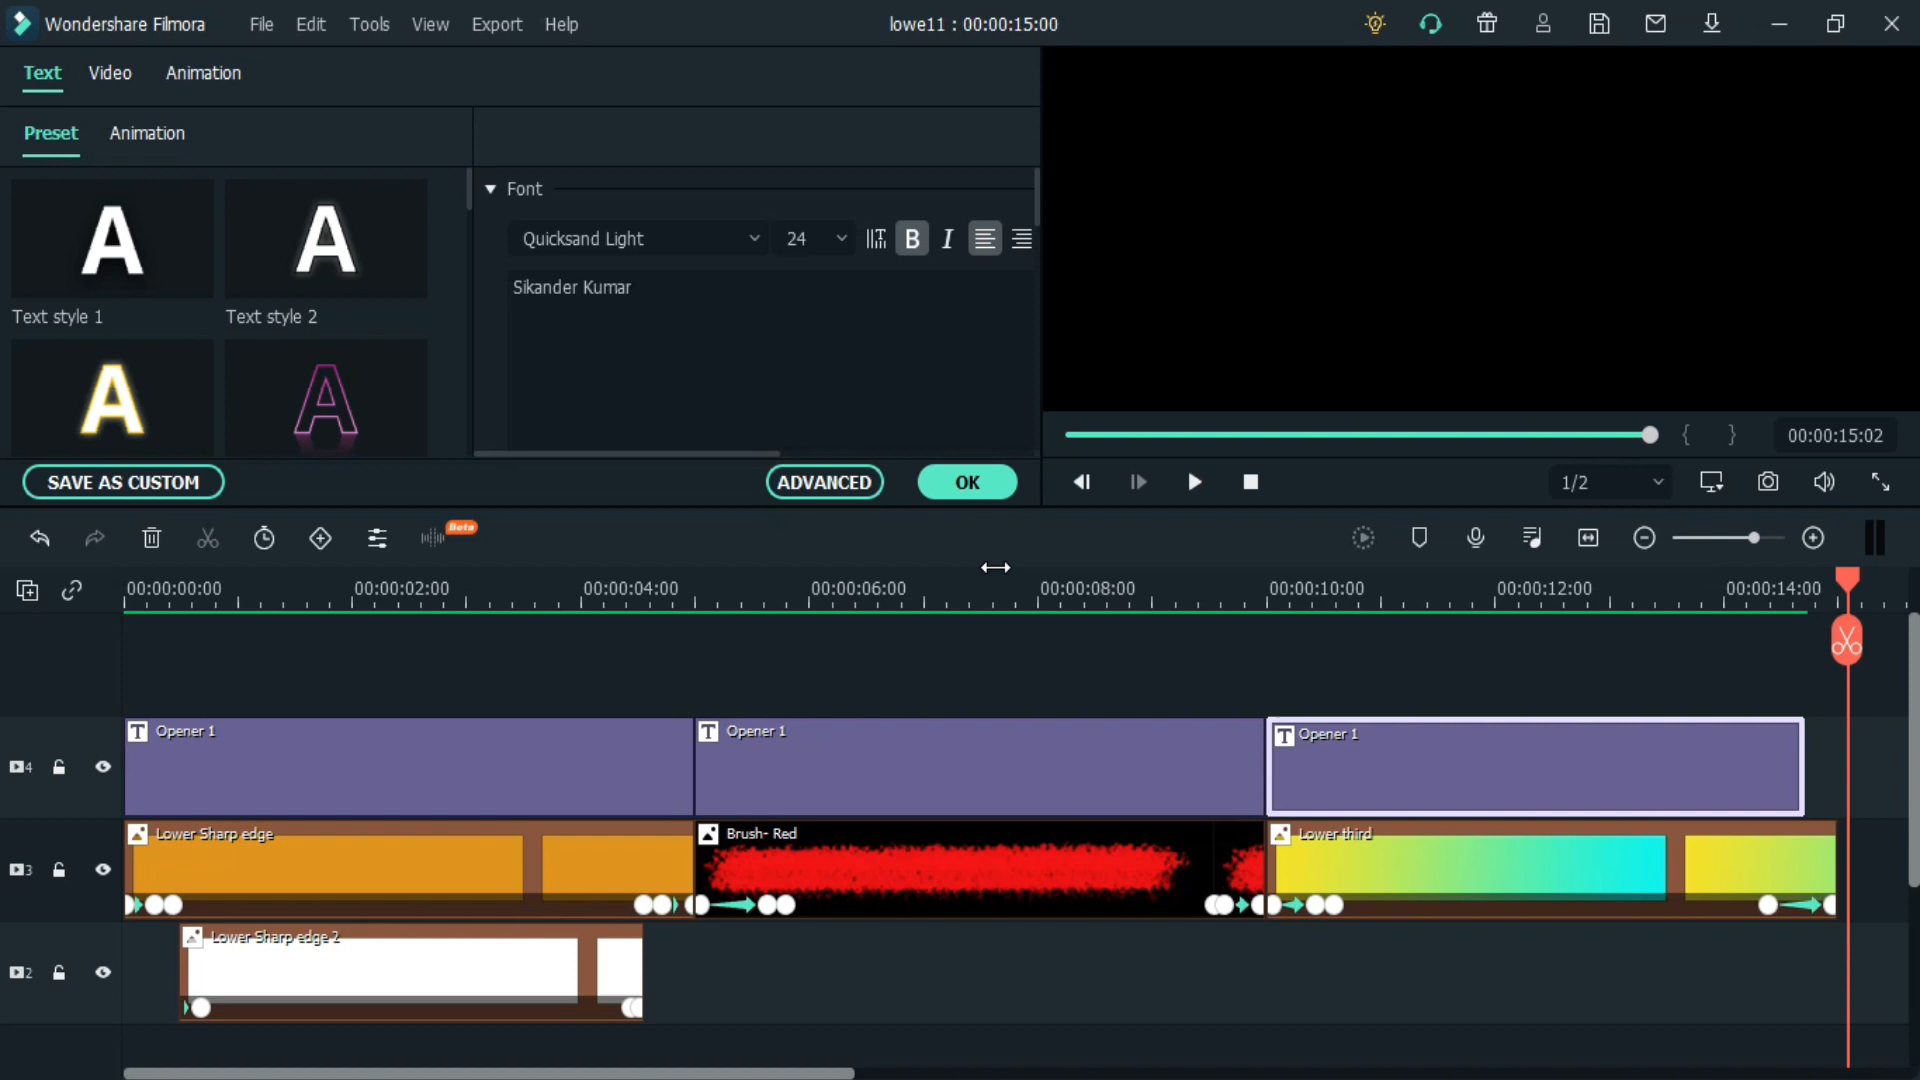 Wondershare Filmora File Edit Tools View Export Help lowe11 : 00:00:15:00
Text Video Animation
Preset Animation
Font
Quicksand Light 24 B I
Sikander Kumar
A A
Text style 1 Text style 2
A A
00:00:15:02
SAVE AS CUSTOM ADVANCED OK 1/2
Beta
00:00:00:00 00:00:02:00 00:00:04:00 00:00:06:00 00:00:08:00 00:00:10:00 00:00:12:00 00:00:14:00
T Opener 1 T Opener 1 T Opener 1
4
Lower Sharp edge Brush- Red Lower third
3
Lower Sharp edge 2
2